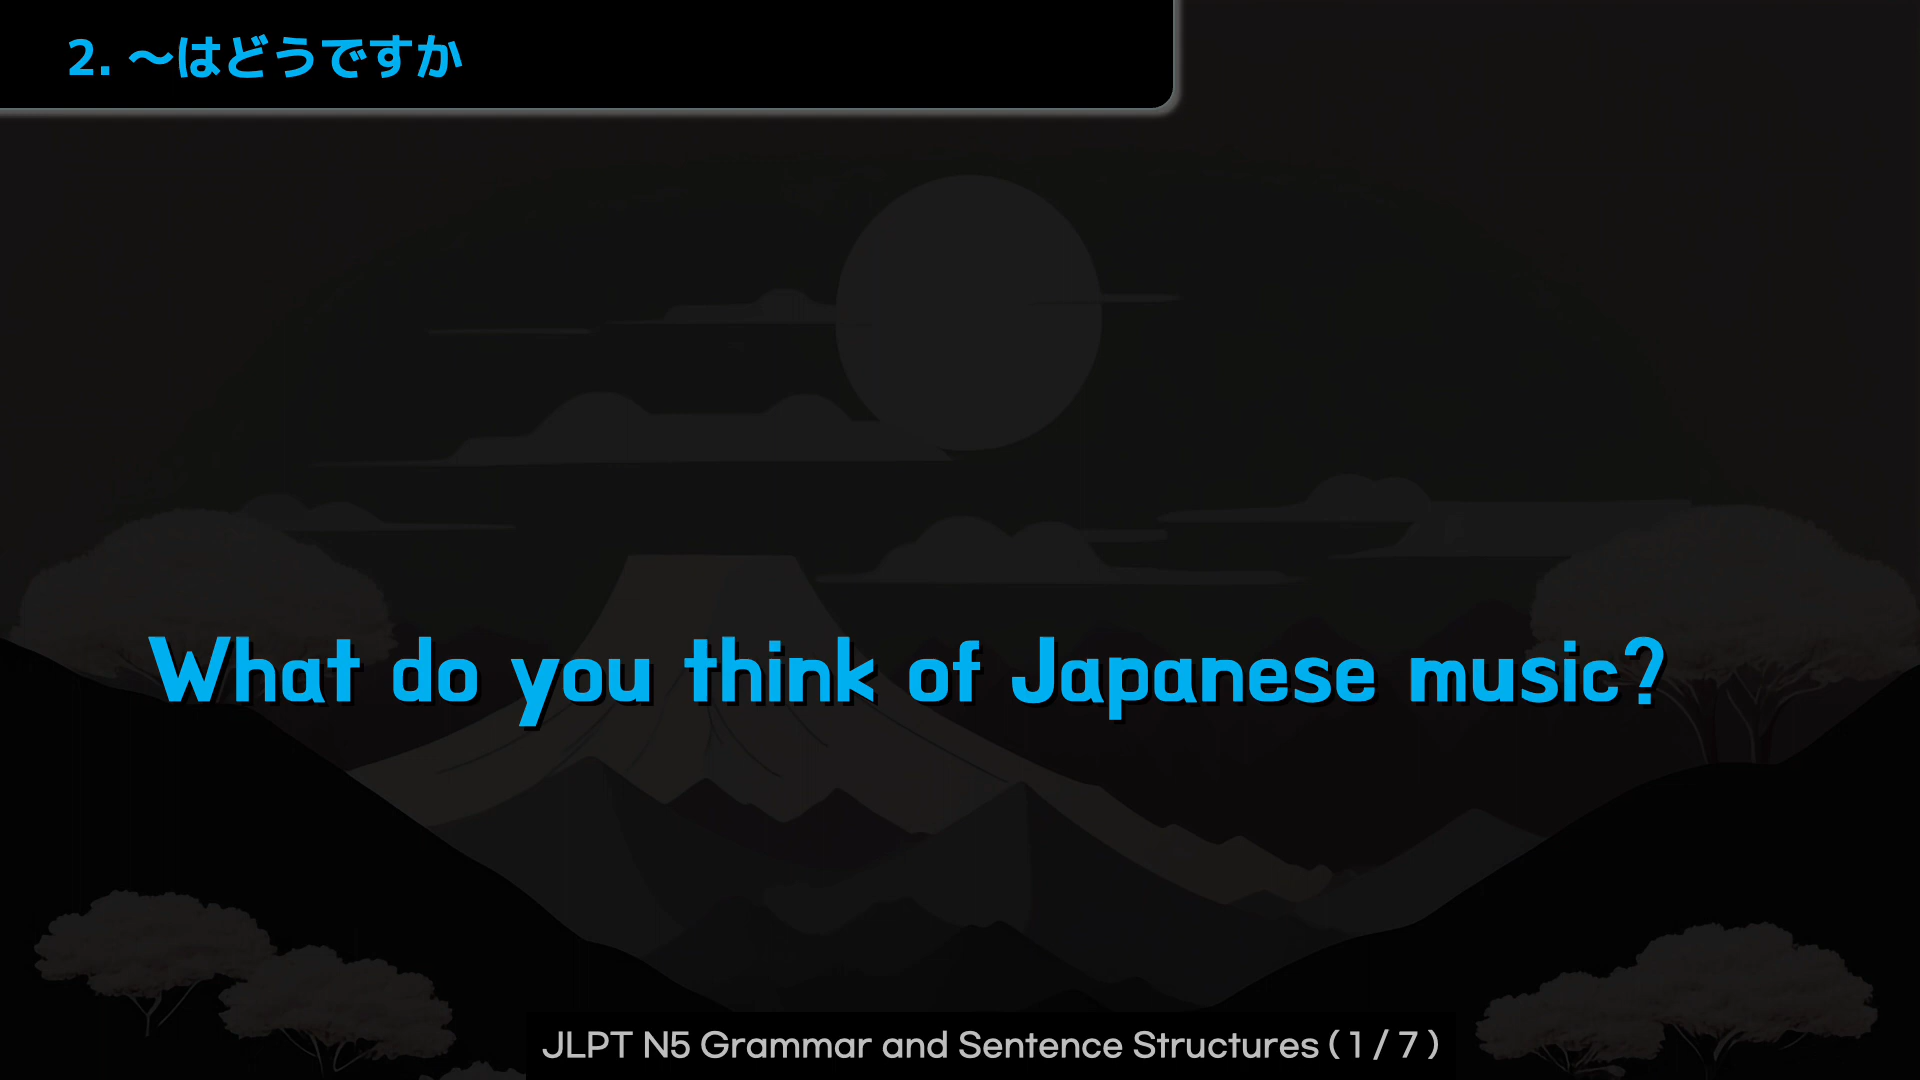 2. 〜はどうですか
What do you think of Japanese music?
JLPT N5 Grammar and Sentence Structures ( 1 / 7 )